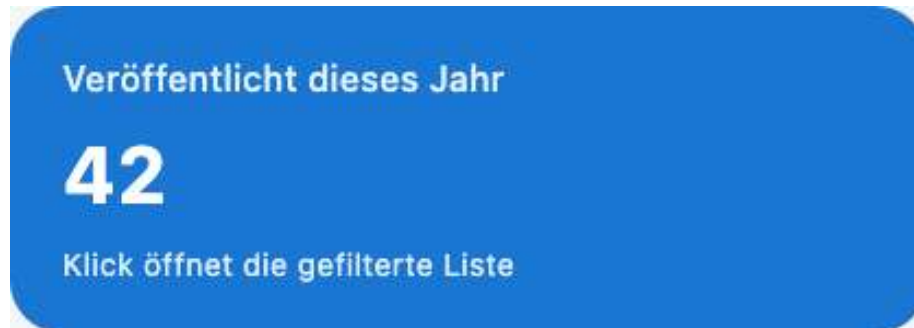 Veröffentlicht dieses Jahr
42
Klick öffnet die gefilterte Liste